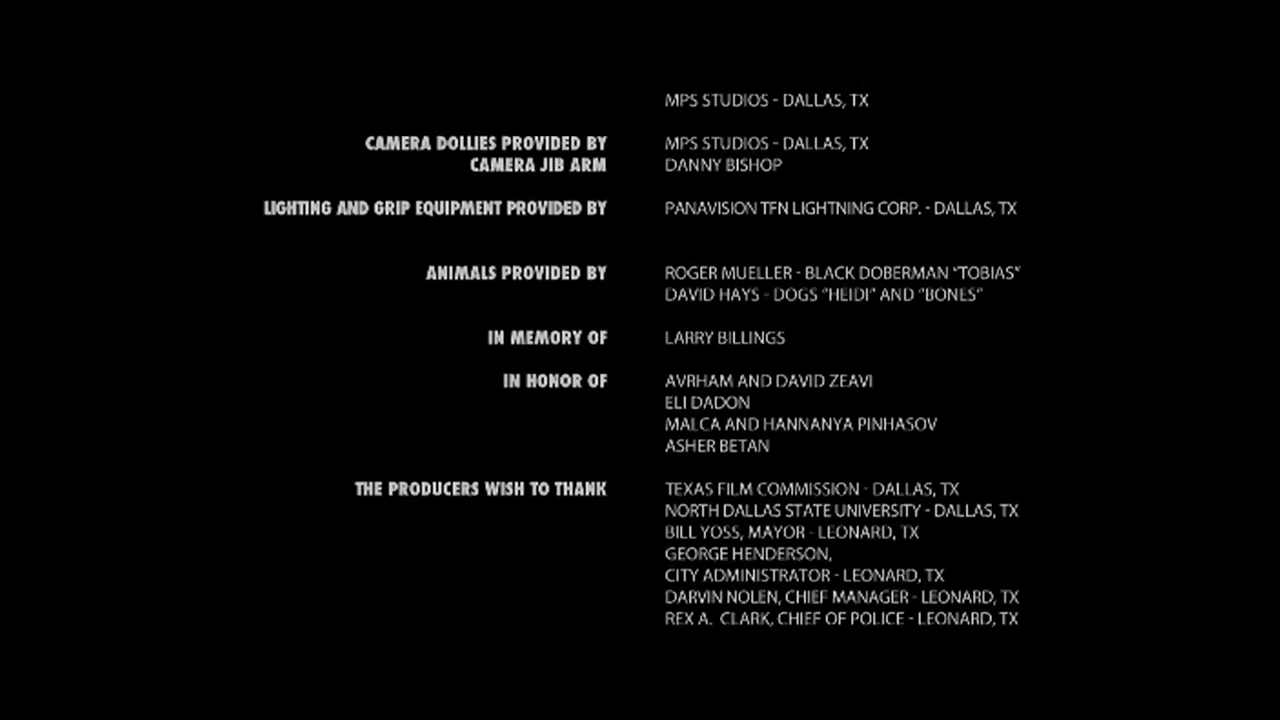 MPS STUDIOS - DALLAS, TX
CAMERA DOLLIES PROVIDED BY MPS STUDIOS - DALLAS, TX
CAMERA JIB ARM DANNY BISHOP
LIGHTING AND GRIP EQUIPMENT PROVIDED BY PANAVISION TFN LIGHTNING CORP. - DALLAS, TX
ANIMALS PROVIDED BY ROGER MUELLER - BLACK DOBERMAN "TOBIAS"
DAVID HAYS - DOGS "HEIDI" AND "BONES"
IN MEMORY OF LARRY BILLINGS
IN HONOR OF AVRHAM AND DAVID ZEAVI
ELI DADON
MALCA AND HANNANYA PINHASOV
ASHER BETAN
THE PRODUCERS WISH TO THANK TEXAS FILM COMMISSION - DALLAS, TX
NORTH DALLAS STATE UNIVERSITY - DALLAS, TX
BILL YOSS, MAYOR - LEONARD, TX
GEORGE HENDERSON,
CITY ADMINISTRATOR - LEONARD, TX
DARVIN NOLEN, CHIEF MANAGER - LEONARD, TX
REX A. CLARK, CHIEF OF POLICE - LEONARD, TX